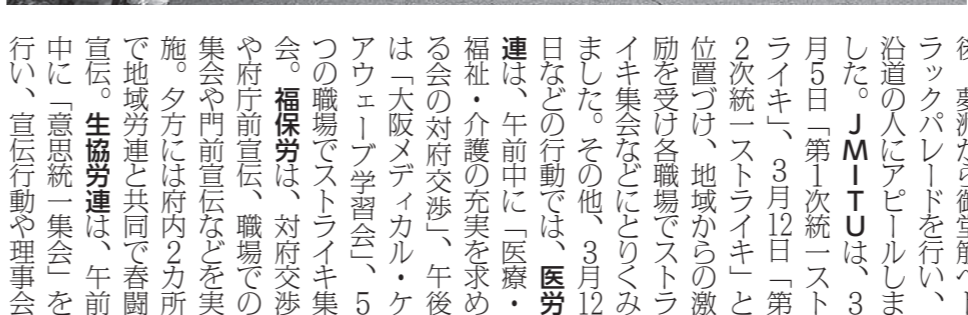 ラックパレードを行い、
沿道の人にアピールしま
した。JMITUは、3
月5日「第1次統一スト
ライキ」、3月12日「第
2次統一ストライキ」と
位置づけ、地域からの激
励を受け各職場でストラ
イキ集会などにとりくみ
ました。その他、3月12
日などの行動では、医労
連は、午前中に「医療・
福祉・介護の充実を求め
る会の対府交渉」、午後
は「大阪メディカル・ケ
アウェーブ学習会」、5
つの職場でストライキ集
会。福保労は、対府交渉
や府庁前宣伝、職場での
集会や門前宣伝などを実
施。夕方には府内2カ所
で地域労連と共同で春闘
宣伝。生協労連は、午前
中に「意思統一集会」を
行い、宣伝行動や理事会